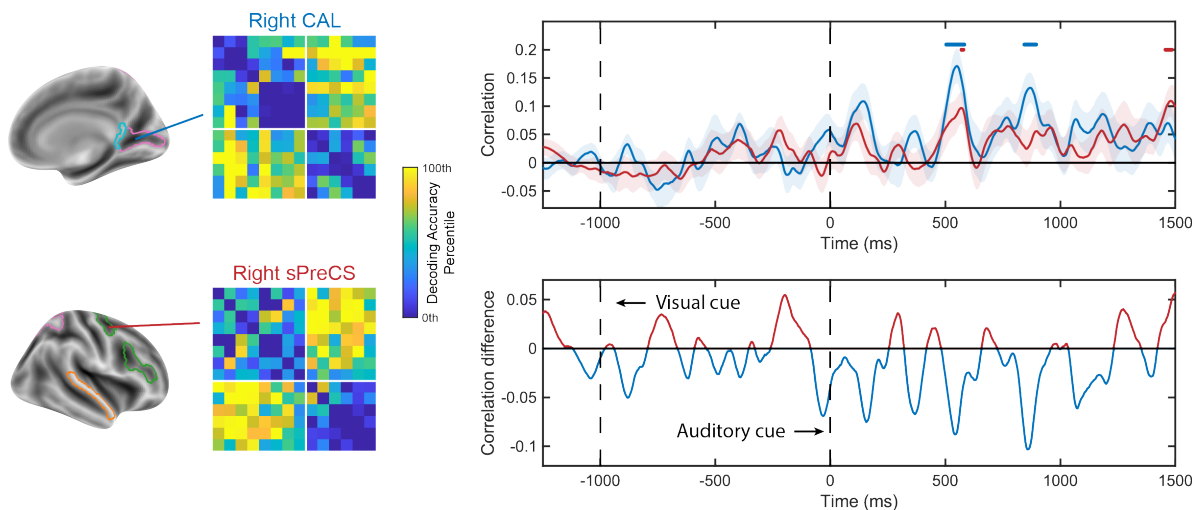 Right CAL
100th
Decoding Accuracy
Percentile
0th
Right sPreCS
0.2
0.15
0.1
0.05
0
-0.05
Correlation
-1000
-500
0
500
1000
1500
Time (ms)
0.05
0
-0.05
-0.1
Correlation difference
Visual cue
Auditory cue
-1000
-500
0
500
1000
1500
Time (ms)